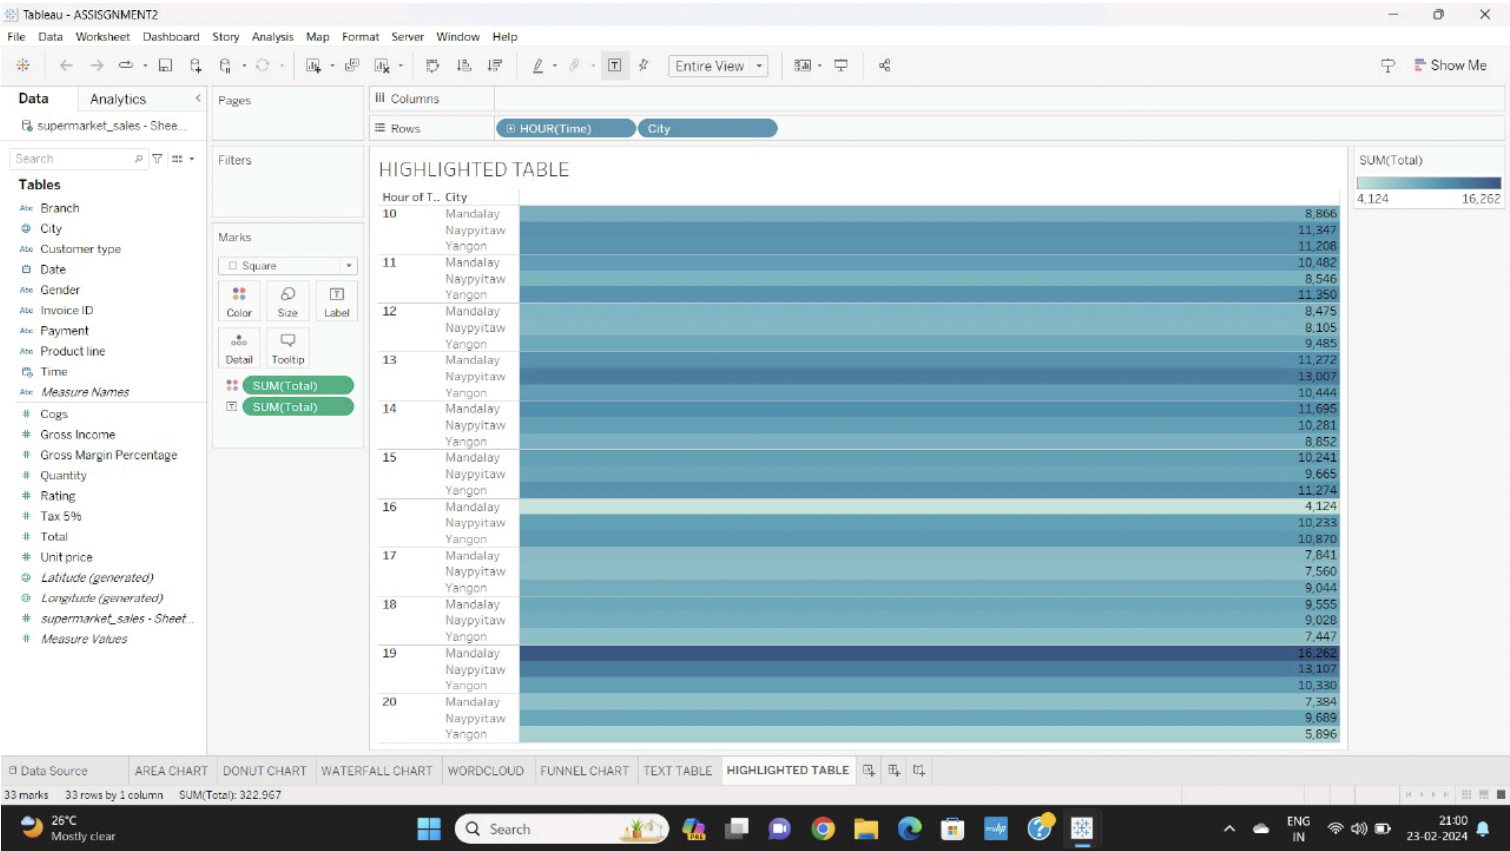 Tableau - ASSISGNMENT2
File Data Worksheet Dashboard Story Analysis Map Format Server Window Help
Entire View
Show Me
Data Analytics
supermarket_sales - Shee...
Search
Tables
Abc Branch
City
Abc Customer type
Date
Abc Gender
Abc Invoice ID
Abc Payment
Abc Product line
Time
Abc Measure Names
# Cogs
# Gross Income
# Gross Margin Percentage
# Quantity
# Rating
# Tax 5%
# Total
# Unit price
Latitude (generated)
Longitude (generated)
# supermarket_sales - Sheet...
# Measure Values
Pages
Filters
Marks
Square
Color Size Label
Detail Tooltip
SUM(Total)
SUM(Total)
Columns
Rows HOUR(Time) City
HIGHLIGHTED TABLE
Hour of T.. City
10 Mandalay 8,866
Naypyitaw 11,347
Yangon 11,208
11 Mandalay 10,482
Naypyitaw 8,546
Yangon 11,350
12 Mandalay 8,475
Naypyitaw 8,105
Yangon 9,485
13 Mandalay 11,272
Naypyitaw 13,007
Yangon 10,444
14 Mandalay 11,695
Naypyitaw 10,281
Yangon 8,852
15 Mandalay 10,241
Naypyitaw 9,665
Yangon 11,274
16 Mandalay 4,124
Naypyitaw 10,233
Yangon 10,870
17 Mandalay 7,841
Naypyitaw 7,560
Yangon 9,044
18 Mandalay 9,555
Naypyitaw 9,028
Yangon 7,447
19 Mandalay 16,262
Naypyitaw 13,107
Yangon 10,330
20 Mandalay 7,384
Naypyitaw 9,689
Yangon 5,896
SUM(Total)
4,124 16,262
Data Source AREA CHART DONUT CHART WATERFALL CHART WORDCLOUD FUNNEL CHART TEXT TABLE HIGHLIGHTED TABLE
33 marks 33 rows by 1 column SUM(Total): 322,967
26°C
Mostly clear
Search
PRE
ENG
IN
21:00
23-02-2024